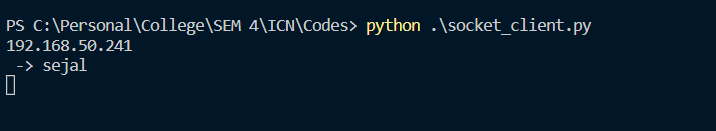 PS C:\Personal\College\SEM 4\ICN\Codes> python .\socket_client.py
192.168.50.241
 -> sejal